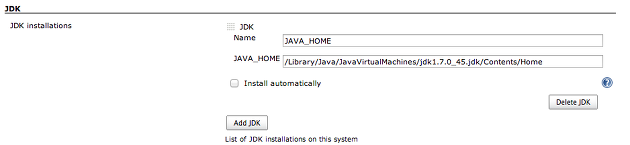 JDK
JDK installations
JDK
Name
JAVA_HOME
JAVA_HOME
/Library/Java/JavaVirtualMachines/jdk1.7.0_45.jdk/Contents/Home
Install automatically
?
Delete JDK
Add JDK
List of JDK installations on this system